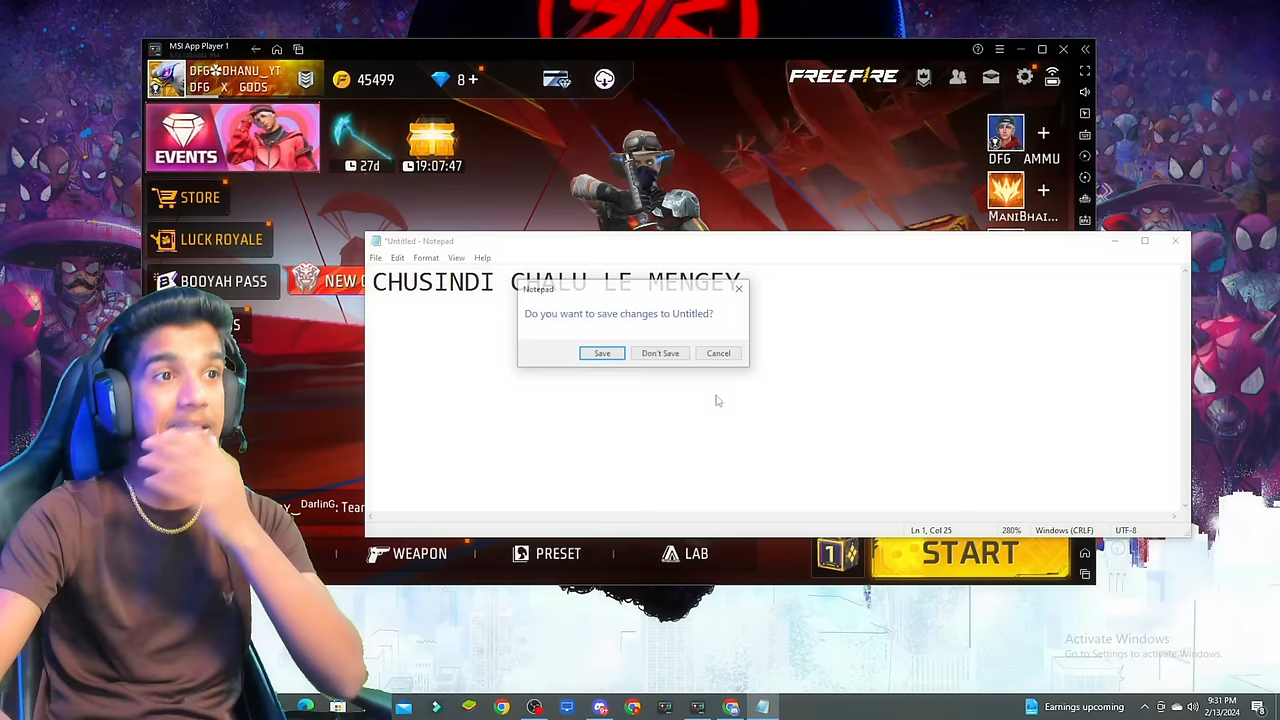 MSI App Player 1
DFG☘DHANU_YT
DFG X GODS
45499
8 +
FREE FIRE
EVENTS
27d
19:07:47
DFG AMMU
STORE
MANIBHAI...
LUCK ROYALE
*Untitled - Notepad
File Edit Format View Help
BOOYAH PASS
NEW
CHUSINDI CHALU LE MENGEY
Notepad
Do you want to save changes to Untitled?
S
Save Don't Save Cancel
DarlinG: Tear
Ln 1, Col 25 280% Windows (CRLF) UTF-8
WEAPON PRESET LAB
1 START
Activate Windows
Go to Settings to activate Windows.
Earnings upcoming
9:31 PM
2/13/2024